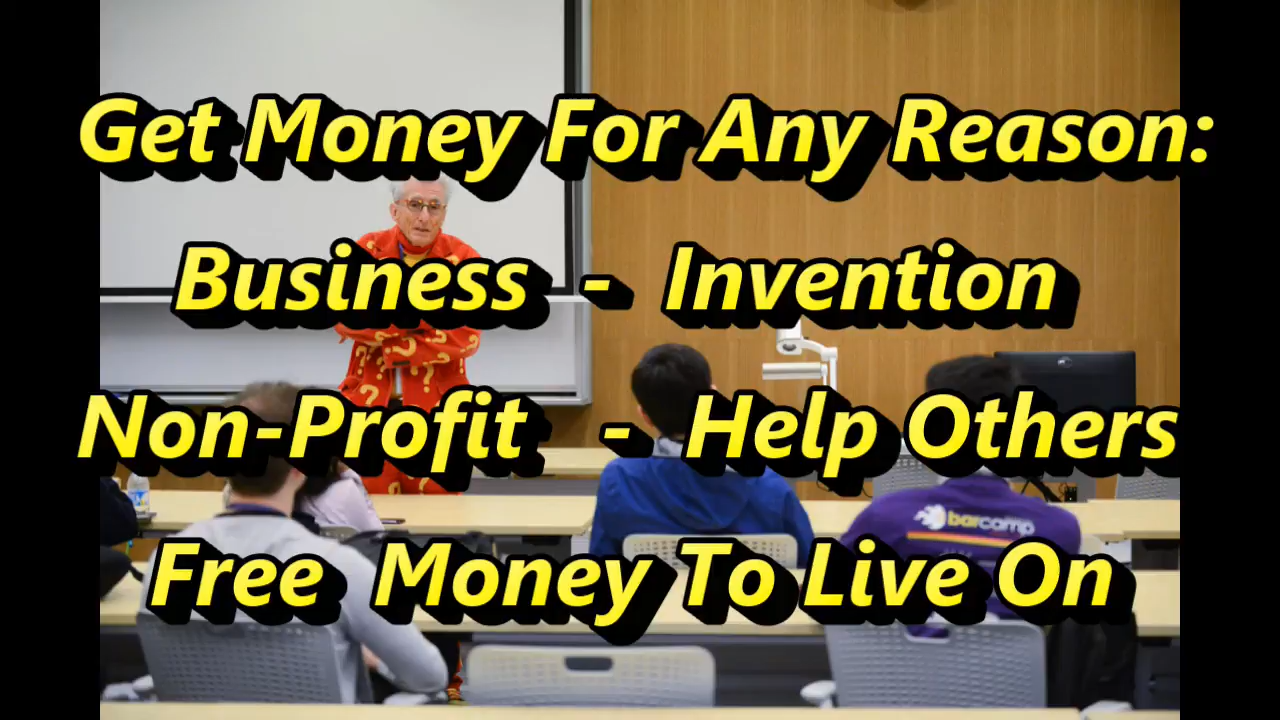 Get Money For Any Reason:
Business - Invention
Non-Profit - Help Others
barcamp
Free Money To Live On